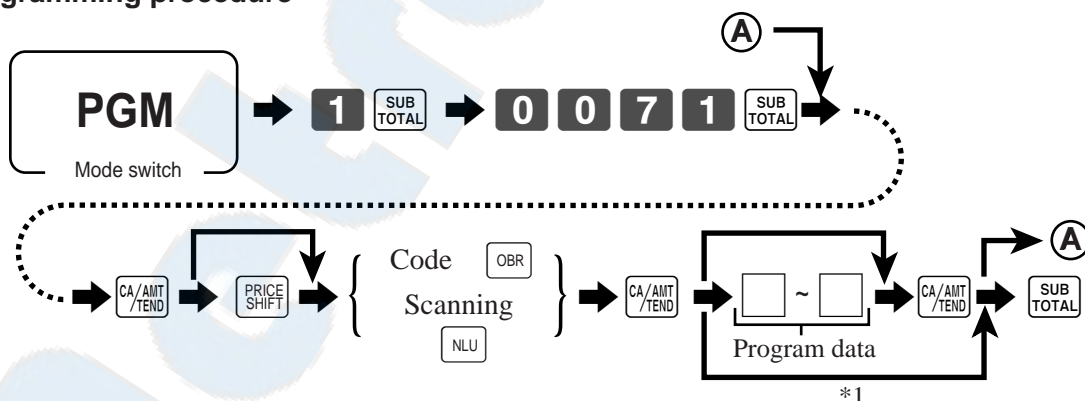 gramming procedure
A
PGM
Mode switch
1 SUB TOTAL 0 0 7 1 SUB TOTAL
A
CA/AMT /TEND PRICE SHIFT Code OBR Scanning NLU CA/AMT /TEND ~ CA/AMT /TEND SUB TOTAL
Program data
*1